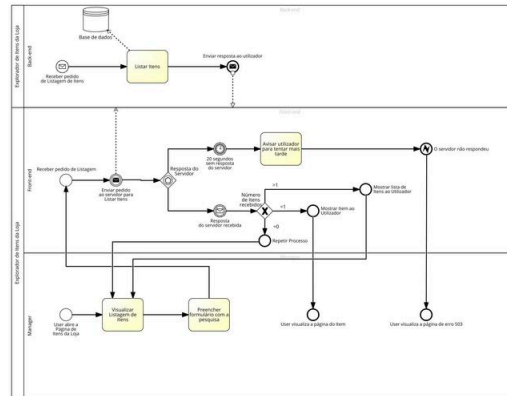 Back-end
Explorador de Itens da Loja
Back-end
Base de dados
Receber pedido
de Listagem de Itens
Listar Itens
Enviar resposta ao utilizador
Explorador de Itens da Loja
Front-end
Receber pedido de Listagem
Enviar pedido
ao servidor para
Listar Itens
Resposta do
Servidor
20 segundos
sem resposta
do servidor
Avisar utilizador
para tentar mais
tarde
O servidor não respondeu
Resposta
do servidor recebida
Número
de itens
recebidos
>1
Mostrar lista de
Itens ao Utilizador
=1
Mostrar Item ao
Utilizador
=0
Repetir Processo
Manager
User abre a
Página de
Itens da Loja
Visualizar
Listagem de
Itens
Preencher
formulário com a
pesquisa
User visualiza a página do item
User visualiza a página de erro 503